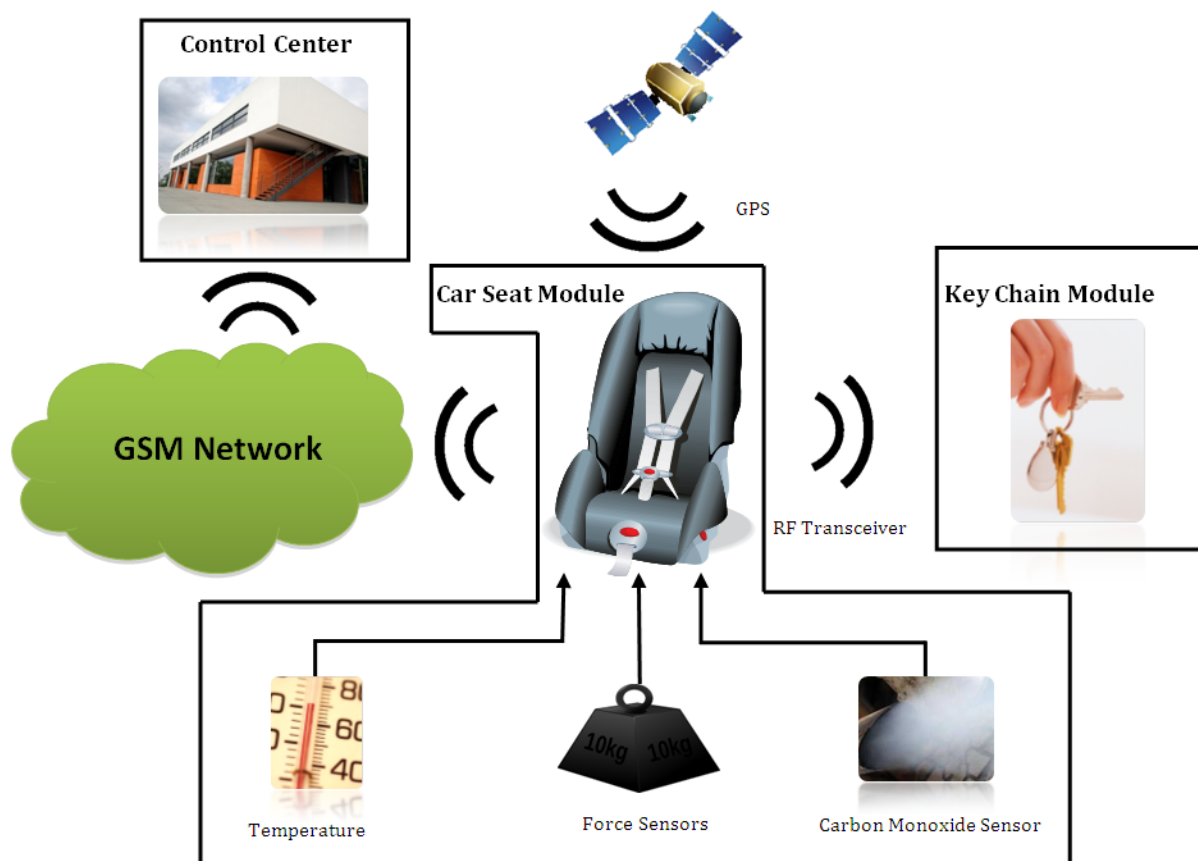 Control Center
GPS
Car Seat Module
Key Chain Module
GSM Network
RF Transceiver
80
60
40
10kg 10kg
Temperature
Force Sensors
Carbon Monoxide Sensor